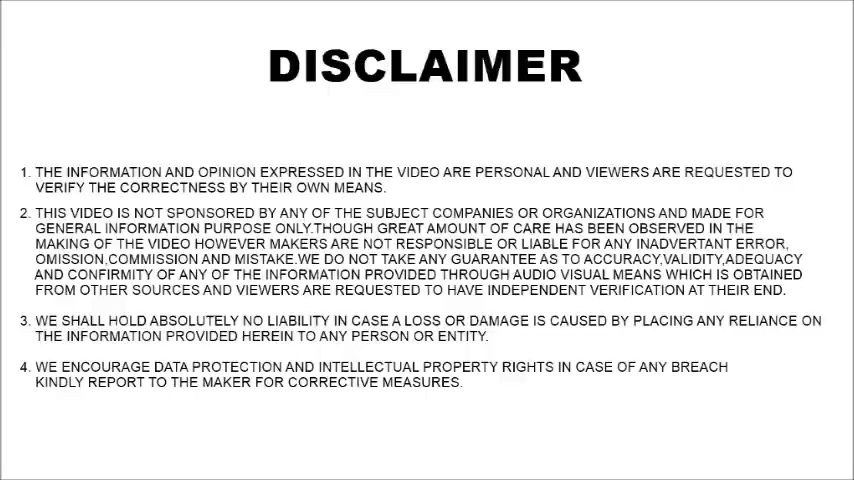 DISCLAIMER
1. THE INFORMATION AND OPINION EXPRESSED IN THE VIDEO ARE PERSONAL AND VIEWERS ARE REQUESTED TO
VERIFY THE CORRECTNESS BY THEIR OWN MEANS.
2. THIS VIDEO IS NOT SPONSORED BY ANY OF THE SUBJECT COMPANIES OR ORGANIZATIONS AND MADE FOR
GENERAL INFORMATION PURPOSE ONLY.THOUGH GREAT AMOUNT OF CARE HAS BEEN OBSERVED IN THE
MAKING OF THE VIDEO HOWEVER MAKERS ARE NOT RESPONSIBLE OR LIABLE FOR ANY INADVERTANT ERROR,
OMISSION,COMMISSION AND MISTAKE.WE DO NOT TAKE ANY GUARANTEE AS TO ACCURACY,VALIDITY,ADEQUACY
AND CONFIRMITY OF ANY OF THE INFORMATION PROVIDED THROUGH AUDIO VISUAL MEANS WHICH IS OBTAINED
FROM OTHER SOURCES AND VIEWERS ARE REQUESTED TO HAVE INDEPENDENT VERIFICATION AT THEIR END.
3. WE SHALL HOLD ABSOLUTELY NO LIABILITY IN CASE A LOSS OR DAMAGE IS CAUSED BY PLACING ANY RELIANCE ON
THE INFORMATION PROVIDED HEREIN TO ANY PERSON OR ENTITY.
4. WE ENCOURAGE DATA PROTECTION AND INTELLECTUAL PROPERTY RIGHTS IN CASE OF ANY BREACH
KINDLY REPORT TO THE MAKER FOR CORRECTIVE MEASURES.